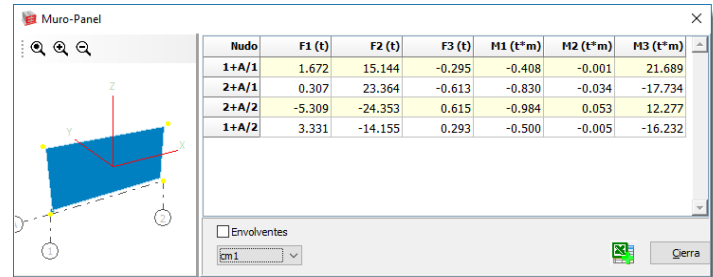 Muro-Panel
Nudo F1 (t) F2 (t) F3 (t) M1 (t*m) M2 (t*m) M3 (t*m)
1+A/1 1.672 15.144 -0.295 -0.408 -0.001 21.689
2+A/1 0.307 23.364 -0.613 -0.830 -0.034 -17.734
2+A/2 -5.309 -24.353 0.615 -0.984 0.053 12.277
1+A/2 3.331 -14.155 0.293 -0.500 -0.005 -16.232
Z
Y
X
2
1
Envolventes
cm1
Cierra